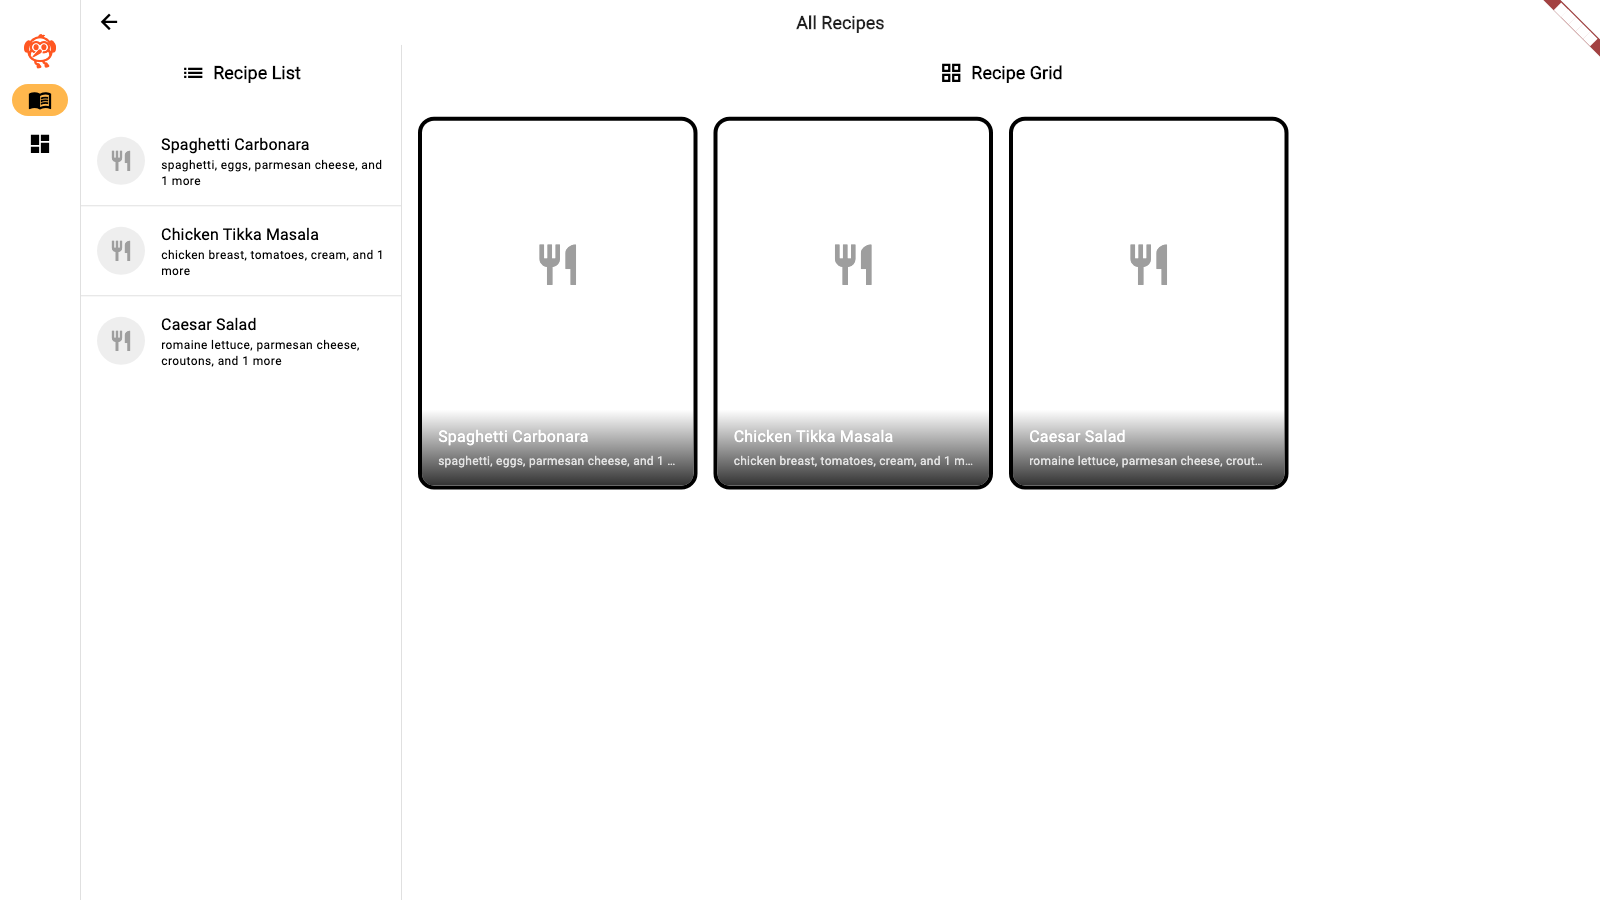 All Recipes
Recipe List
Spaghetti Carbonara
spaghetti, eggs, parmesan cheese, and
1 more
Chicken Tikka Masala
chicken breast, tomatoes, cream, and 1
more
Caesar Salad
romaine lettuce, parmesan cheese,
croutons, and 1 more
Recipe Grid
Spaghetti Carbonara
spaghetti, eggs, parmesan cheese, and 1 ...
Chicken Tikka Masala
chicken breast, tomatoes, cream, and 1 m...
Caesar Salad
romaine lettuce, parmesan cheese, crout...